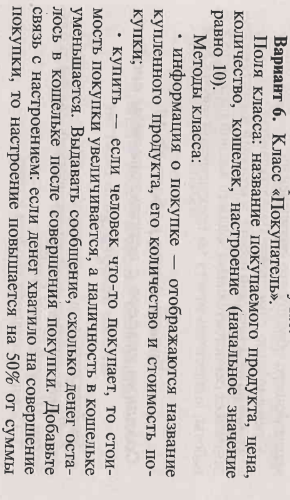 Вариант 6. Класс «Покупатель».
Поля класса: название покупаемого продукта, цена,
количество, кошелек, настроение (начальное значение
равно 10).
Методы класса:
• информация о покупке — отображаются название
купленного продукта, его количество и стоимость по-
купки;
• купить — если человек что-то покупает, то стои-
мость покупки увеличивается, а наличность в кошельке
уменьшается. Выдавать сообщение, сколько денег оста-
лось в кошельке после совершения покупки. Добавьте
связь с настроением: если денег хватило на совершение
покупки, то настроение повышается на 50% от суммы